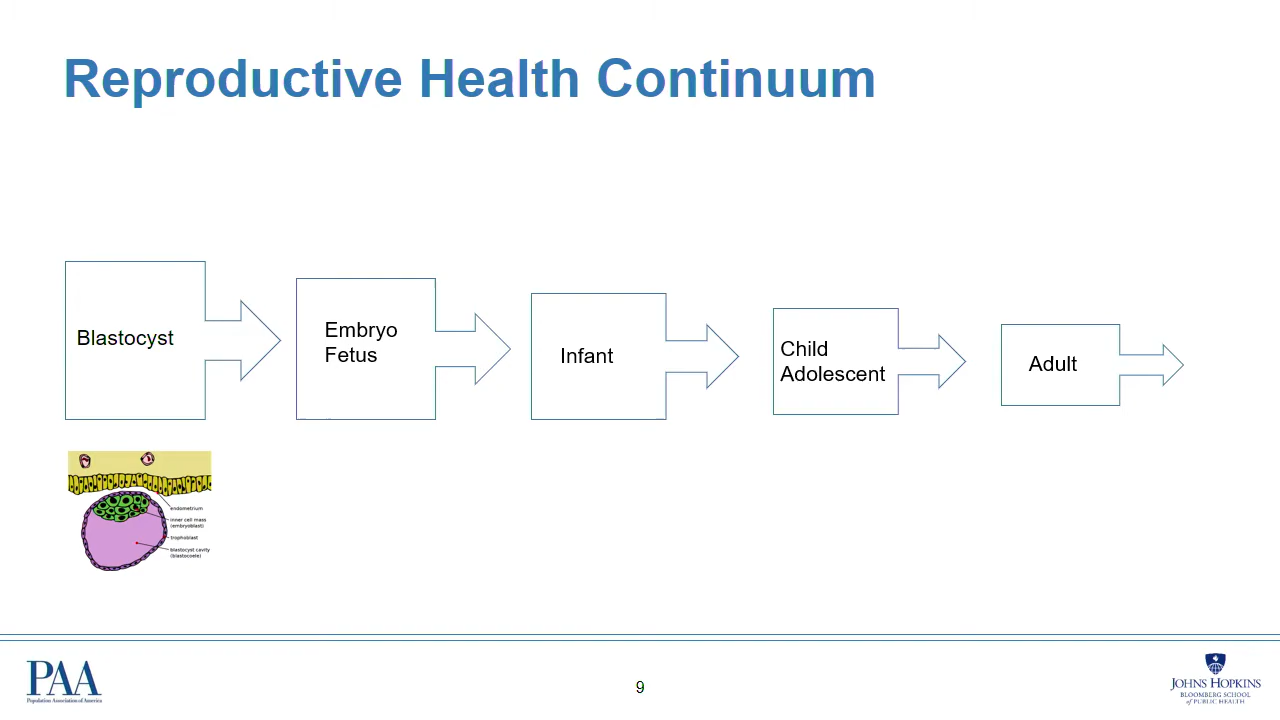 Reproductive Health Continuum
Blastocyst
Embryo
Fetus
Infant
Child
Adolescent
Adult
endometrium
inner cell mass
(embryoblast)
trophoblast
blastocyst cavity
(blastocoele)
PAA
Population Association of America
9
JOHNS HOPKINS
BLOOMBERG SCHOOL
of PUBLIC HEALTH